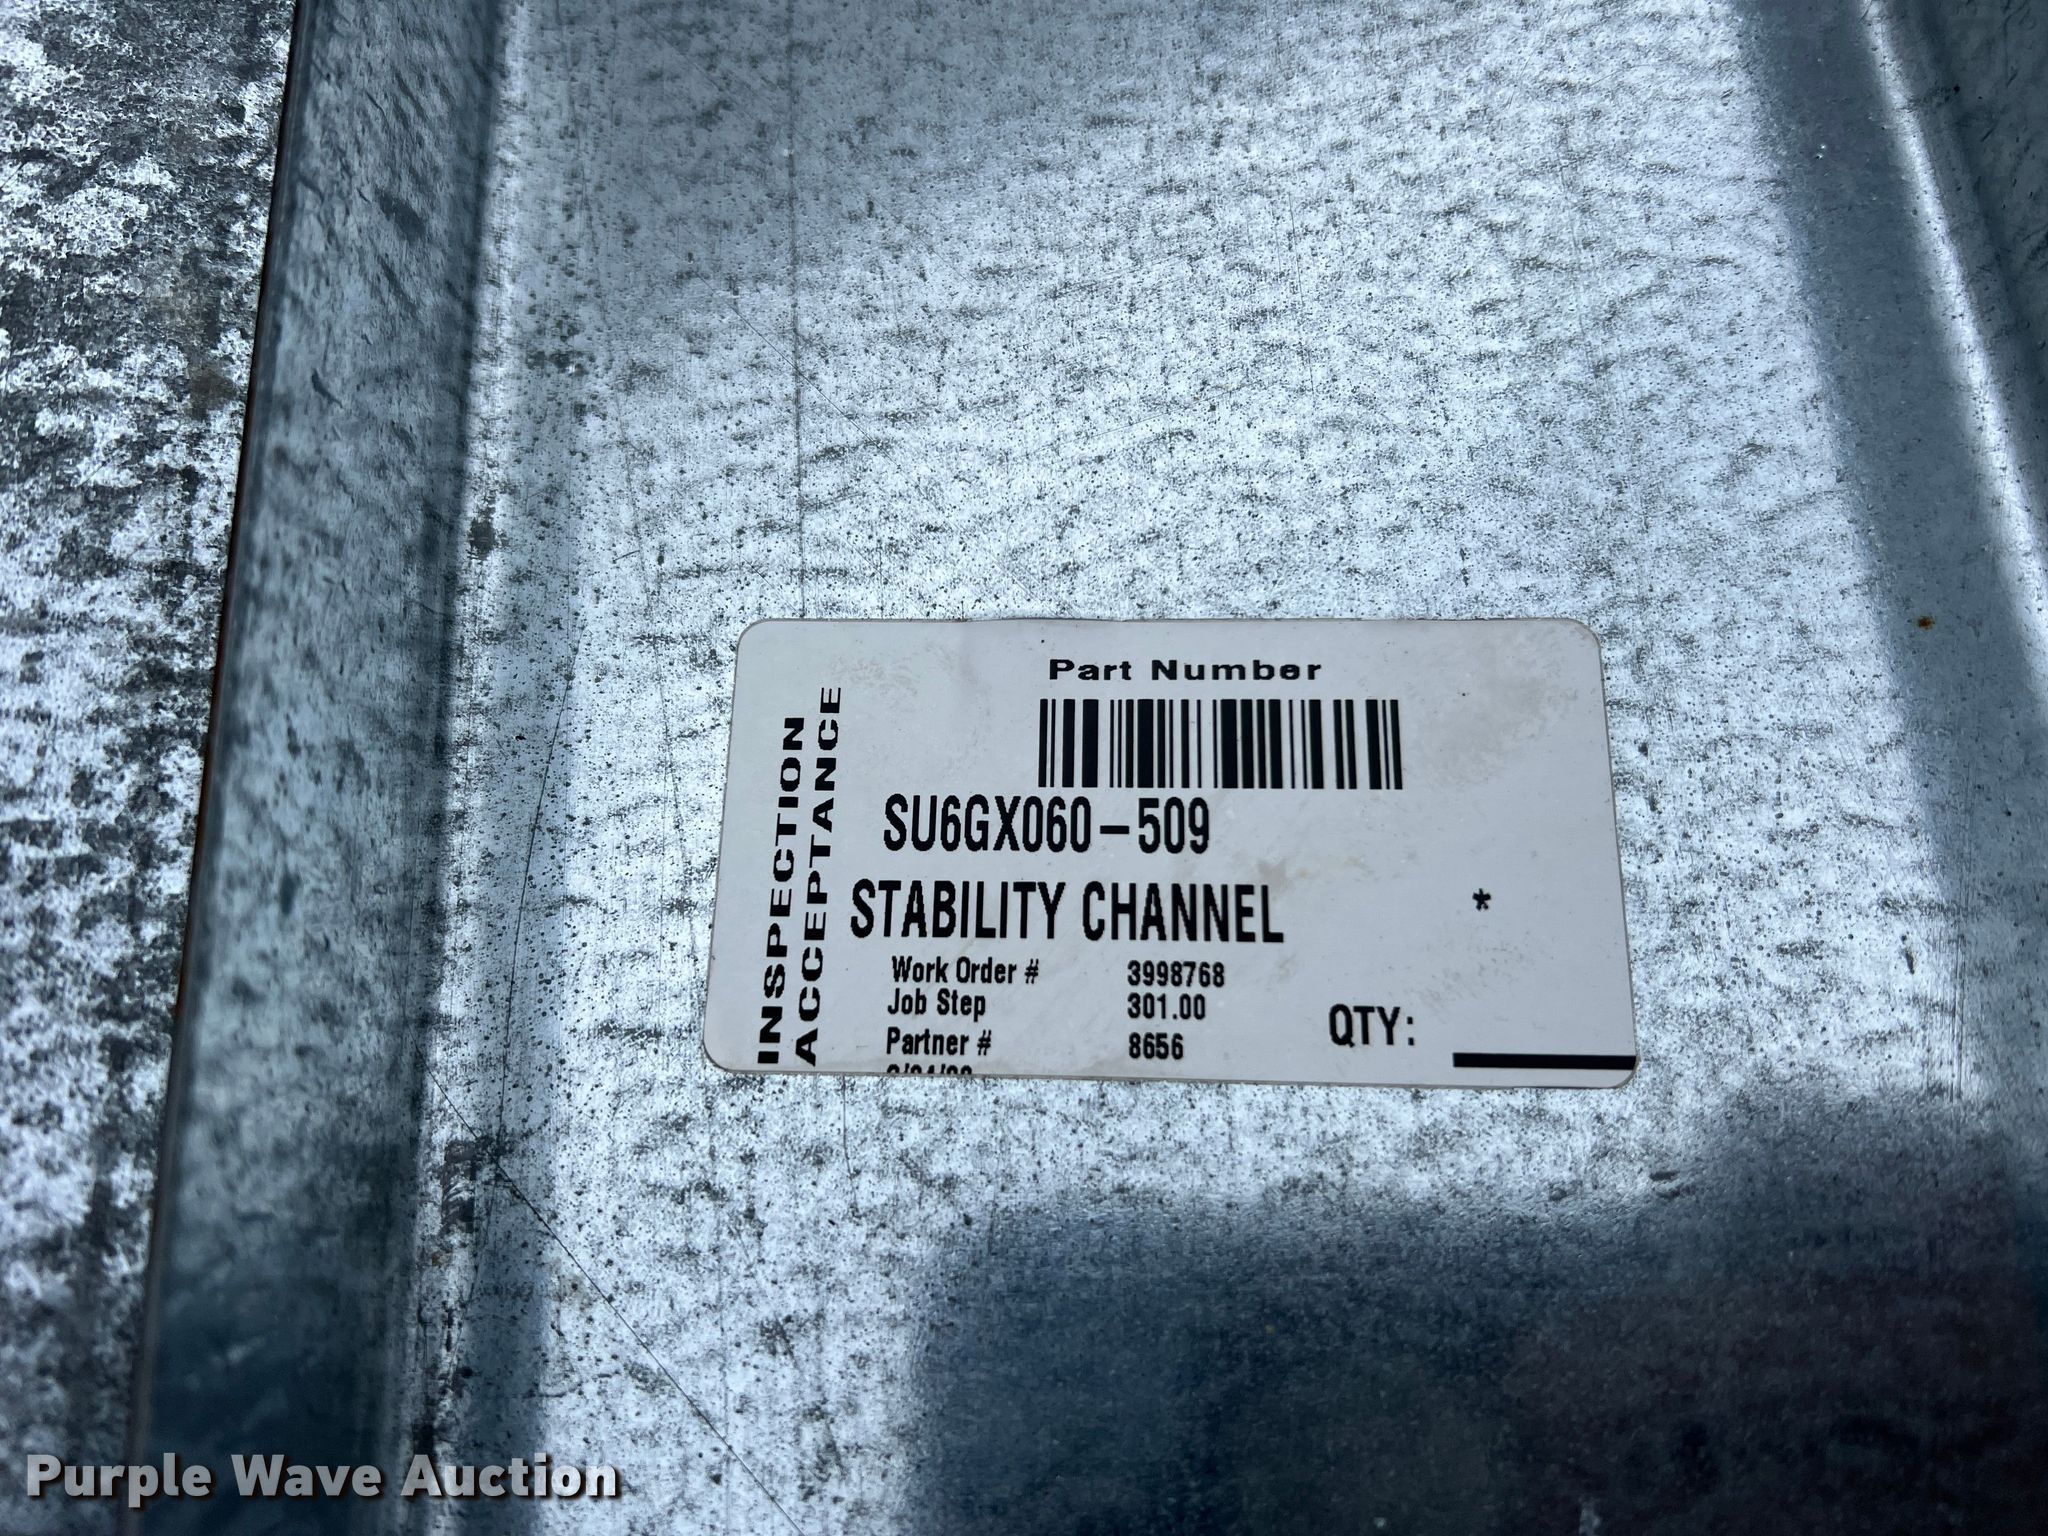 Part Number
INSPECTION
ACCEPTANCE
SU6GX060-509
STABILITY CHANNEL
*
Work Order # 3998768
Job Step 301.00
Partner # 8656
QTY:
Purple Wave Auction